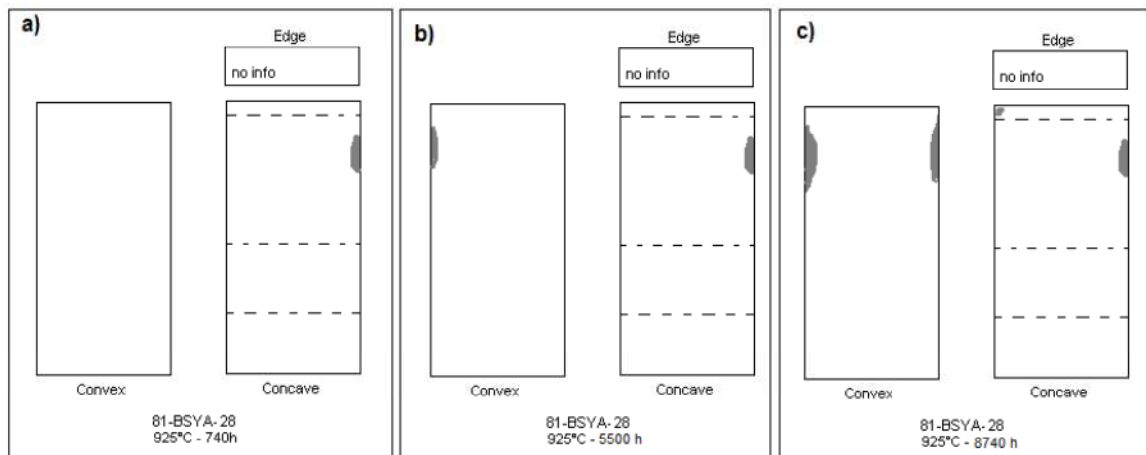 a)
Edge
no info
Convex
Concave
81-BSYA- 28
925°C - 740h
b)
Edge
no info
Convex
Concave
81-BSYA-28
925°C - 5500 h
c)
Edge
no info
Convex
Concave
81-BSYA-28
925°C - 8740 h